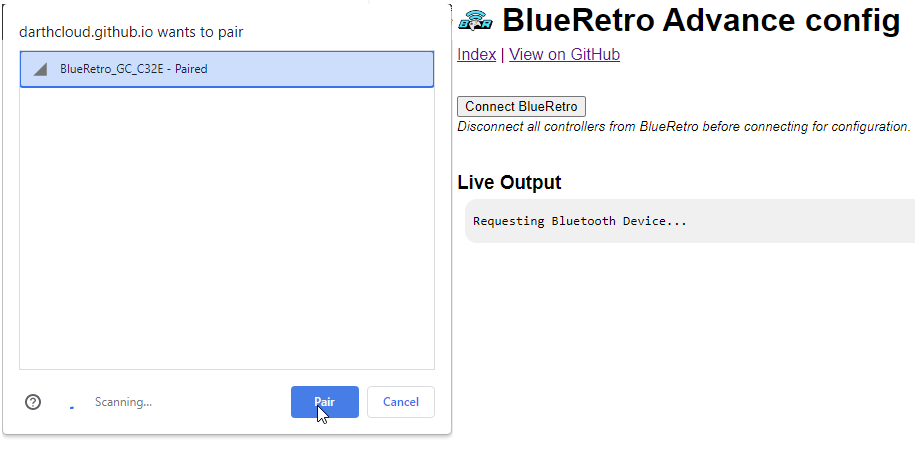 darthcloud.github.io wants to pair
BlueRetro_GC_C32E - Paired
Scanning...
Pair
Cancel
BlueRetro Advance config
Index | View on GitHub
Connect BlueRetro
Disconnect all controllers from BlueRetro before connecting for configuration.
Live Output
Requesting Bluetooth Device...